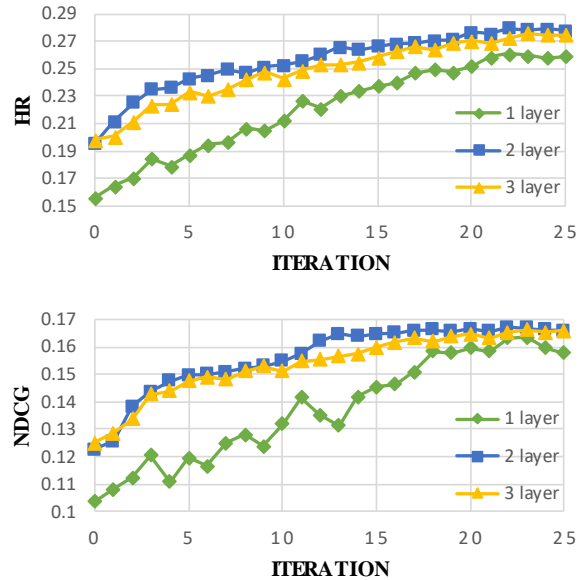 0.29
0.27
0.25
0.23
0.21
0.19
0.17
0.15
HR
1 layer
2 layer
3 layer
0 5 10 15 20 25
ITERATION
0.17
0.16
0.15
0.14
0.13
0.12
0.11
0.1
NDCG
1 layer
2 layer
3 layer
0 5 10 15 20 25
ITERATION